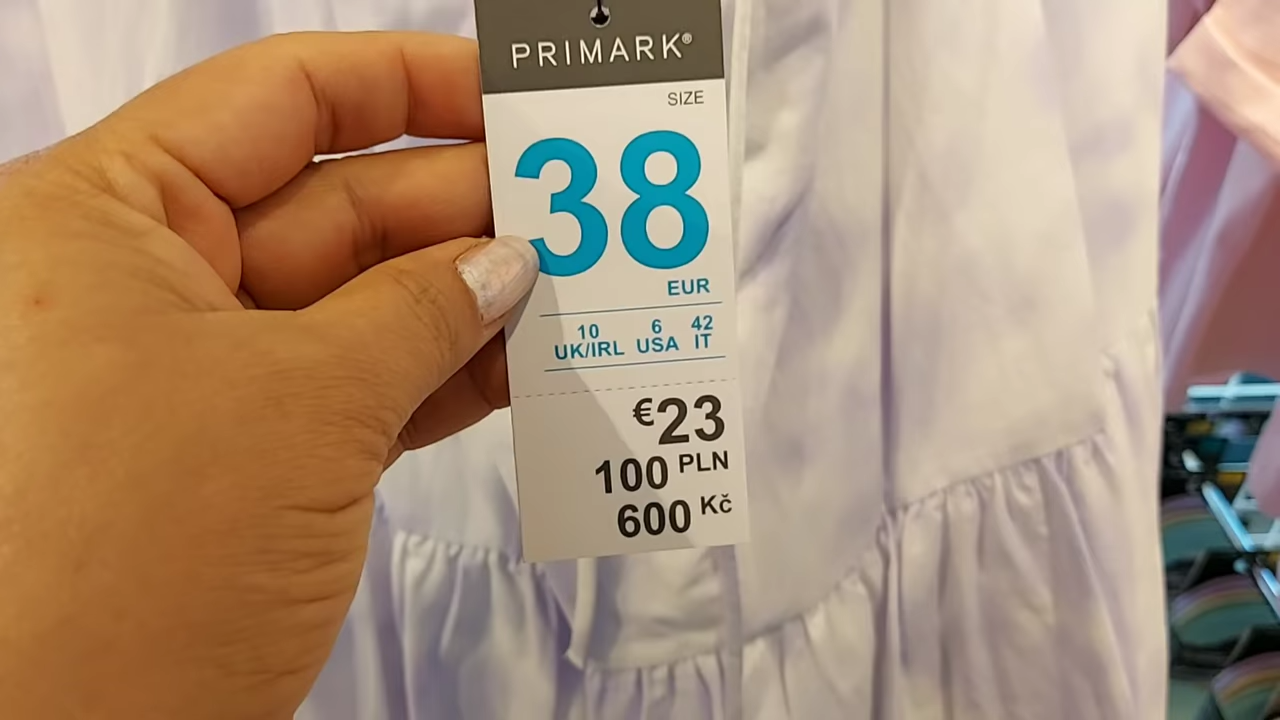 PRIMARK®
SIZE
38
EUR
10 6 42
UK/IRL USA IT
€23
100 PLN
600 Kč